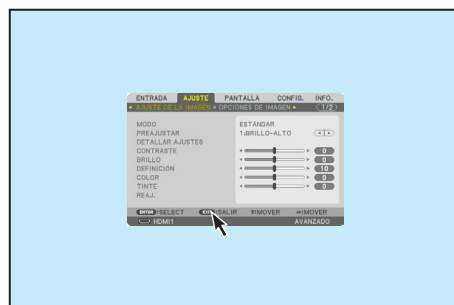 ENTRADA AJUSTE PANTALLA CONFIG. INFO.
AJUSTE DE LA IMAGEN OPCIONES DE IMAGEN 1/2
MODO ESTÁNDAR
PREAJUSTAR 1:BRILLO-ALTO 1
DETALLAR AJUSTES
CONTRASTE 0
BRILLO 0
DEFINICIÓN 10
COLOR 0
TINTE 0
REAJ.
ENTER:SELECT EXIT:SALIR :MOVER :MOVER
HDMI1 AVANZADO